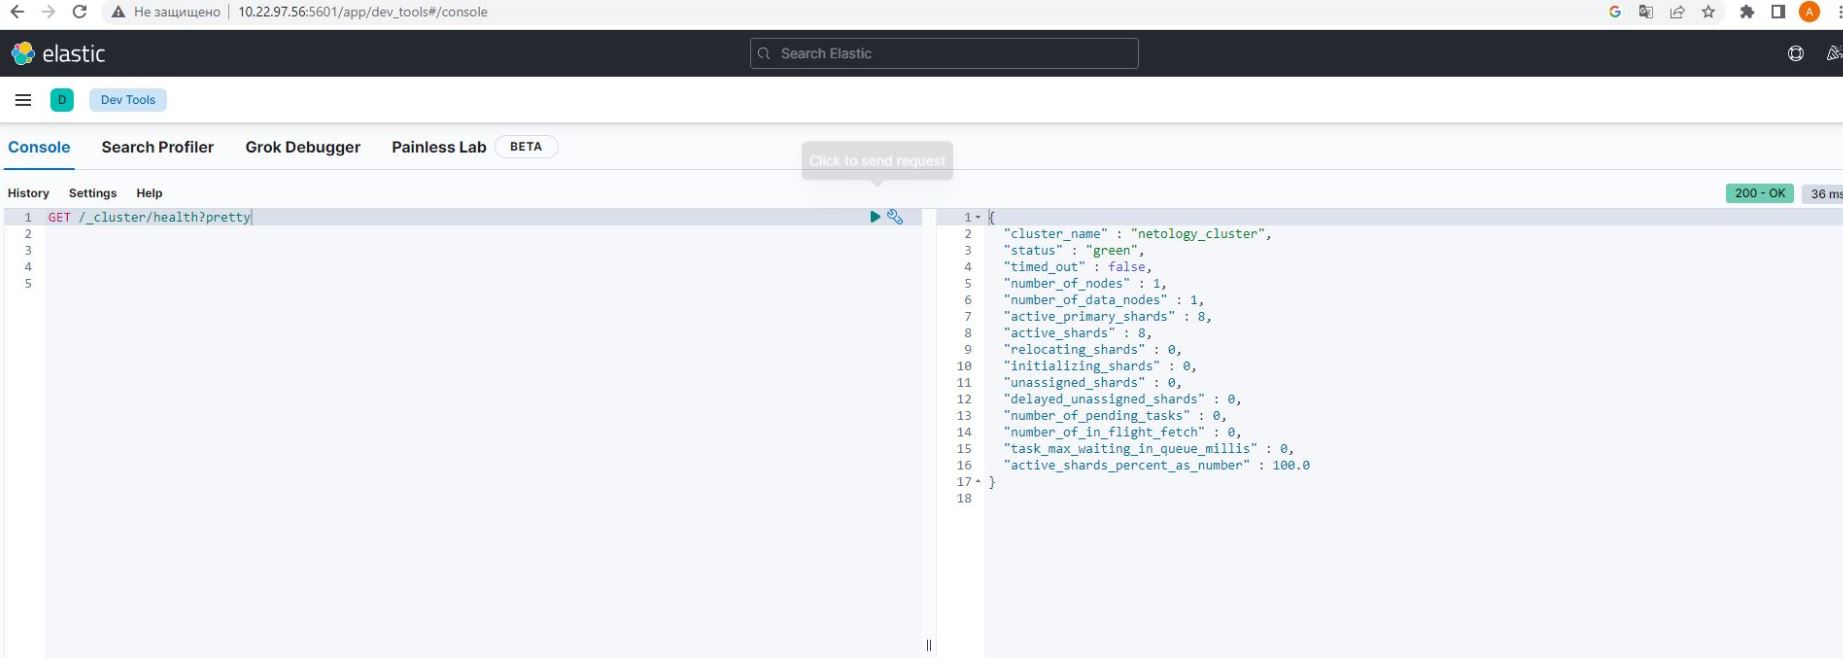 Не защищено | 10.22.97.56:5601/app/dev_tools#/console
A
elastic
Search Elastic
D Dev Tools
Console Search Profiler Grok Debugger Painless Lab BETA
Click to send request
History Settings Help
200 - OK 36 ms
1 GET /_cluster/health?pretty
2
3
4
5
1 {
2 "cluster_name" : "netology_cluster",
3 "status" : "green",
4 "timed_out" : false,
5 "number_of_nodes" : 1,
6 "number_of_data_nodes" : 1,
7 "active_primary_shards" : 8,
8 "active_shards" : 8,
9 "relocating_shards" : 0,
10 "initializing_shards" : 0,
11 "unassigned_shards" : 0,
12 "delayed_unassigned_shards" : 0,
13 "number_of_pending_tasks" : 0,
14 "number_of_in_flight_fetch" : 0,
15 "task_max_waiting_in_queue_millis" : 0,
16 "active_shards_percent_as_number" : 100.0
17 }
18